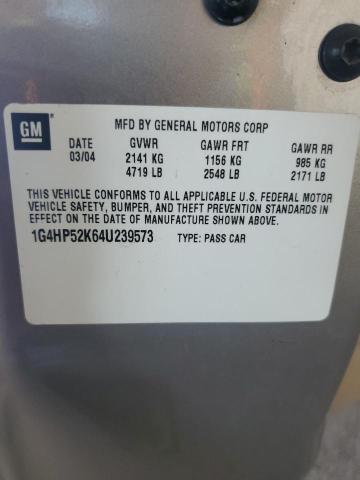 GM
MFD BY GENERAL MOTORS CORP
DATE GVWR GAWR FRT GAWR RR
03/04 2141 KG 1156 KG 985 KG
4719 LB 2548 LB 2171 LB
THIS VEHICLE CONFORMS TO ALL APPLICABLE U.S. FEDERAL MOTOR
VEHICLE SAFETY, BUMPER, AND THEFT PREVENTION STANDARDS IN
EFFECT ON THE DATE OF MANUFACTURE SHOWN ABOVE.
1G4HP52K64U239573 TYPE: PASS CAR